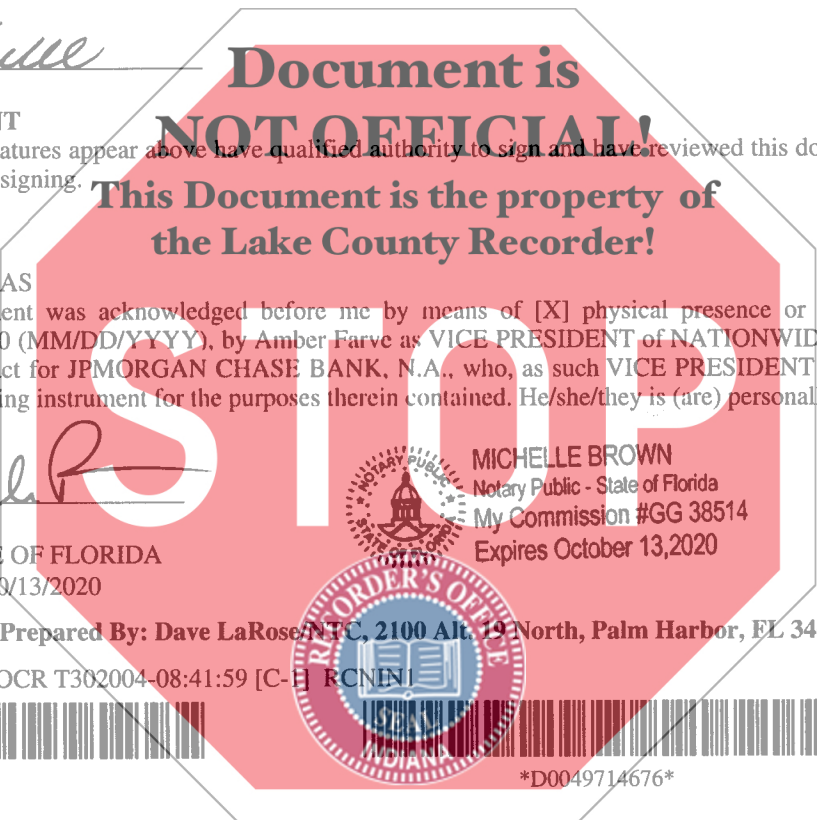 Document is
NT
NOT OFFICIAL!
atures appear above have qualified authority to sign and have reviewed this do
signing.
This Document is the property of
the Lake County Recorder!
AS
ent was acknowledged before me by means of [X] physical presence or
0 (MM/DD/YYYY), by Amber Farve as VICE PRESIDENT of NATIONWID
ct for JPMORGAN CHASE BANK, N.A., who, as such VICE PRESIDENT
ing instrument for the purposes therein contained. He/she/they is (are) personal
STOP
NOTARY PUBLIC
STATE OF FLORIDA
MICHELLE BROWN
Notary Public - State of Florida
My Commission #GG 38514
Expires October 13,2020
E OF FLORIDA
0/13/2020
Prepared By: Dave LaRose/NTC, 2100 Alt. 19 North, Palm Harbor, FL 34
OCR T302004-08:41:59 [C-1] RCNIN1
RECORDER'S OFFICE
SEAL
INDIANA
*D0049714676*